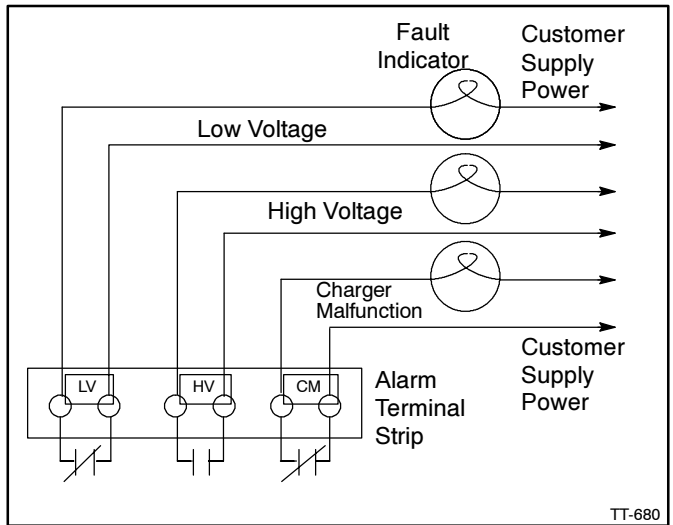 Fault
Indicator
Customer
Supply
Power
Low Voltage
High Voltage
Charger
Malfunction
Customer
Supply
Power
LV
HV
CM
Alarm
Terminal
Strip
TT-680